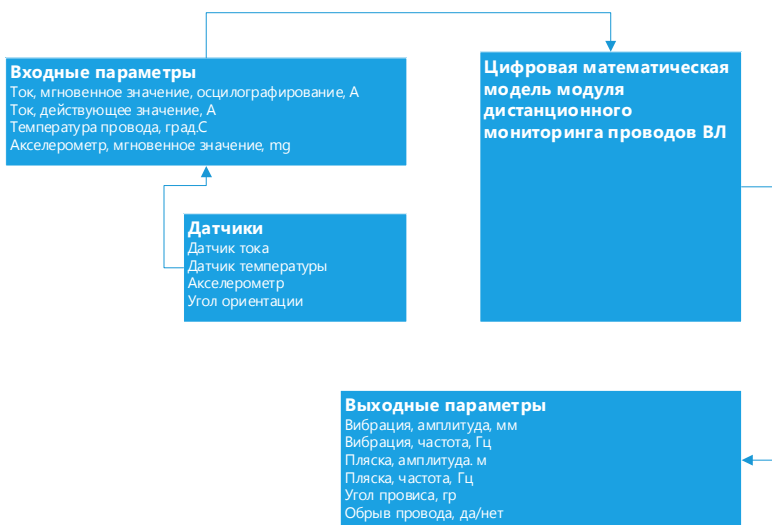 Входные параметры
Ток, мгновенное значение, осцилографирование, А
Ток, действующее значение, А
Температура провода, град.С
Акселерометр, мгновенное значение, mg
Цифровая математическая
модель модуля
дистанционного
мониторинга проводов ВЛ
Датчики
Датчик тока
Датчик температуры
Акселерометр
Угол ориентации
Выходные параметры
Вибрация, амплитуда, мм
Вибрация, частота, Гц
Пляска, амплитуда. м
Пляска, частота, Гц
Угол провиса, гр
Обрыв провода, да/нет